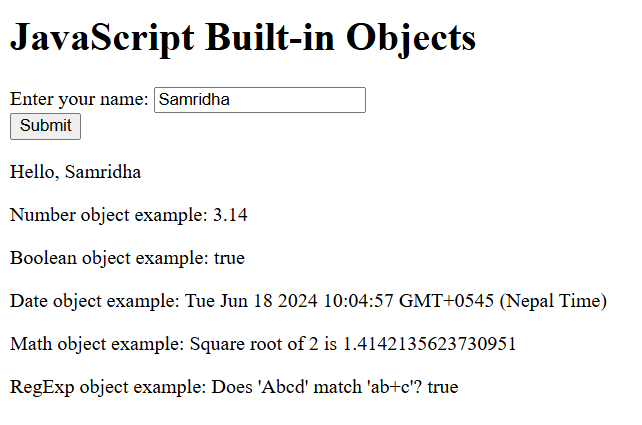 JavaScript Built-in Objects
Enter your name: Samridha
Submit
Hello, Samridha
Number object example: 3.14
Boolean object example: true
Date object example: Tue Jun 18 2024 10:04:57 GMT+0545 (Nepal Time)
Math object example: Square root of 2 is 1.4142135623730951
RegExp object example: Does 'Abcd' match 'ab+c'? true